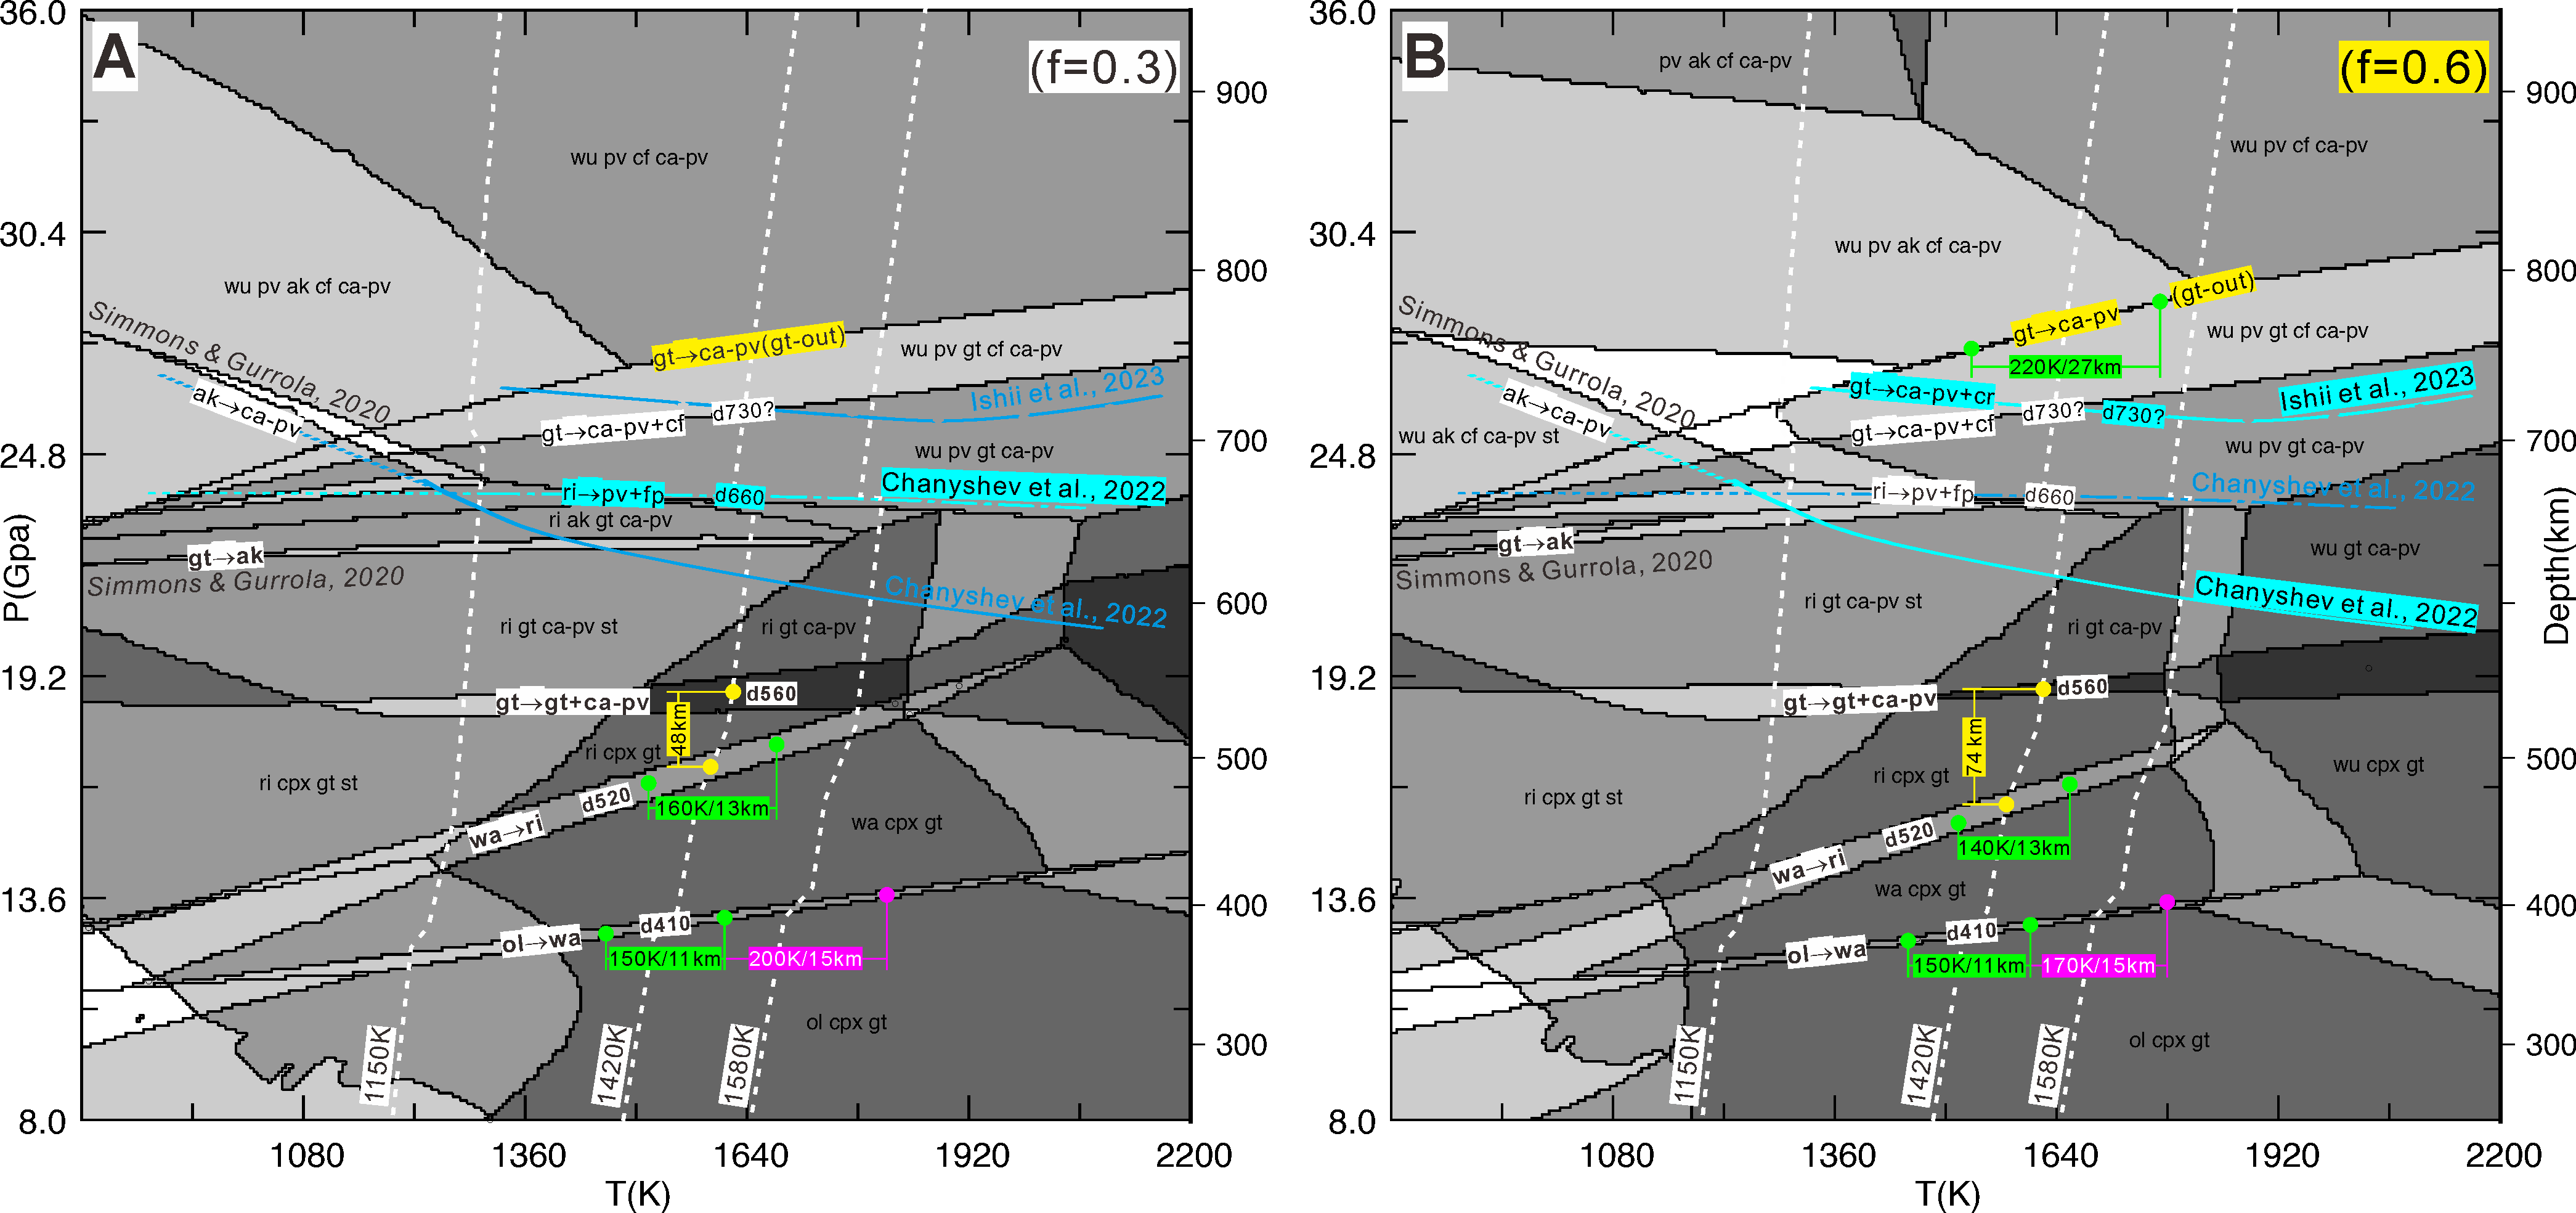 A
(f=0.3)
36.0
30.4
24.8
19.2
13.6
8.0
P(Gpa)
1080
1360
1640
1920
2200
T(K)
900
800
700
600
500
400
300
wu pv cf ca-pv
wu pv ak cf ca-pv
Simmons & Gurrola, 2020
gt→ca-pv(gt-out)
wu pv gt cf ca-pv
Ishii et al., 2023
ak→ca-pv
gt→ca-pv+cf
d730?
wu pv gt ca-pv
ri→pv+fp
d660
Chanyshev et al., 2022
ri ak gt ca-pv
gt→ak
Simmons & Gurrola, 2020
Chanyshev et al., 2022
ri gt ca-pv st
ri gt ca-pv
gt→gt+ca-pv
d560
48km
ri cpx gt
ri cpx gt st
d520
160K/13km
wa→ri
wa cpx gt
d410
ol→wa
150K/11km
200K/15km
ol cpx gt
1150K
1420K
1580K
B
(f=0.6)
36.0
30.4
24.8
19.2
13.6
8.0
1080
1360
1640
1920
2200
T(K)
900
800
700
500
400
300
Depth(km)
pv ak cf ca-pv
wu pv cf ca-pv
wu pv ak cf ca-pv
(gt-out)
gt→ca-pv
wu pv gt cf ca-pv
Simmons & Gurrola, 2020
220K/27km
gt→ca-pv+cr
Ishii et al., 2023
ak→ca-pv
d730?
d730?
gt→ca-pv+cf
wu ak cf ca-pv st
wu pv gt ca-pv
ri→pv+fp
d660
Chanyshev et al., 2022
gt→ak
wu gt ca-pv
Simmons & Gurrola, 2020
Chanyshev et al., 2022
ri gt ca-pv st
ri gt ca-pv
gt→gt+ca-pv
d560
74 km
ri cpx gt
wu cpx gt
ri cpx gt st
d520
140K/13km
wa→ri
wa cpx gt
d410
ol→wa
150K/11km
170K/15km
ol cpx gt
1150K
1420K
1580K